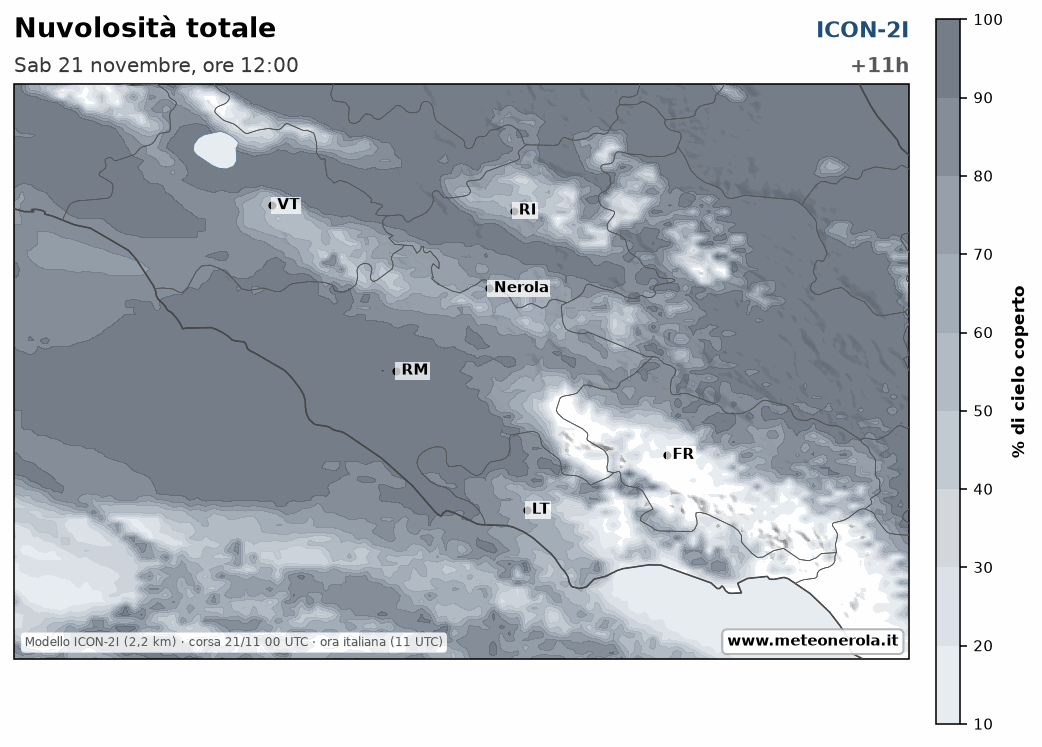 Nuvolosità totale
ICON-2I
Sab 21 novembre, ore 12:00
+11h
100
90
80
70
60
50
40
30
20
10
% di cielo coperto
VT
RI
Nerola
RM
FR
LT
Modello ICON-2I (2,2 km) · corsa 21/11 00 UTC · ora italiana (11 UTC)
www.meteonerola.it